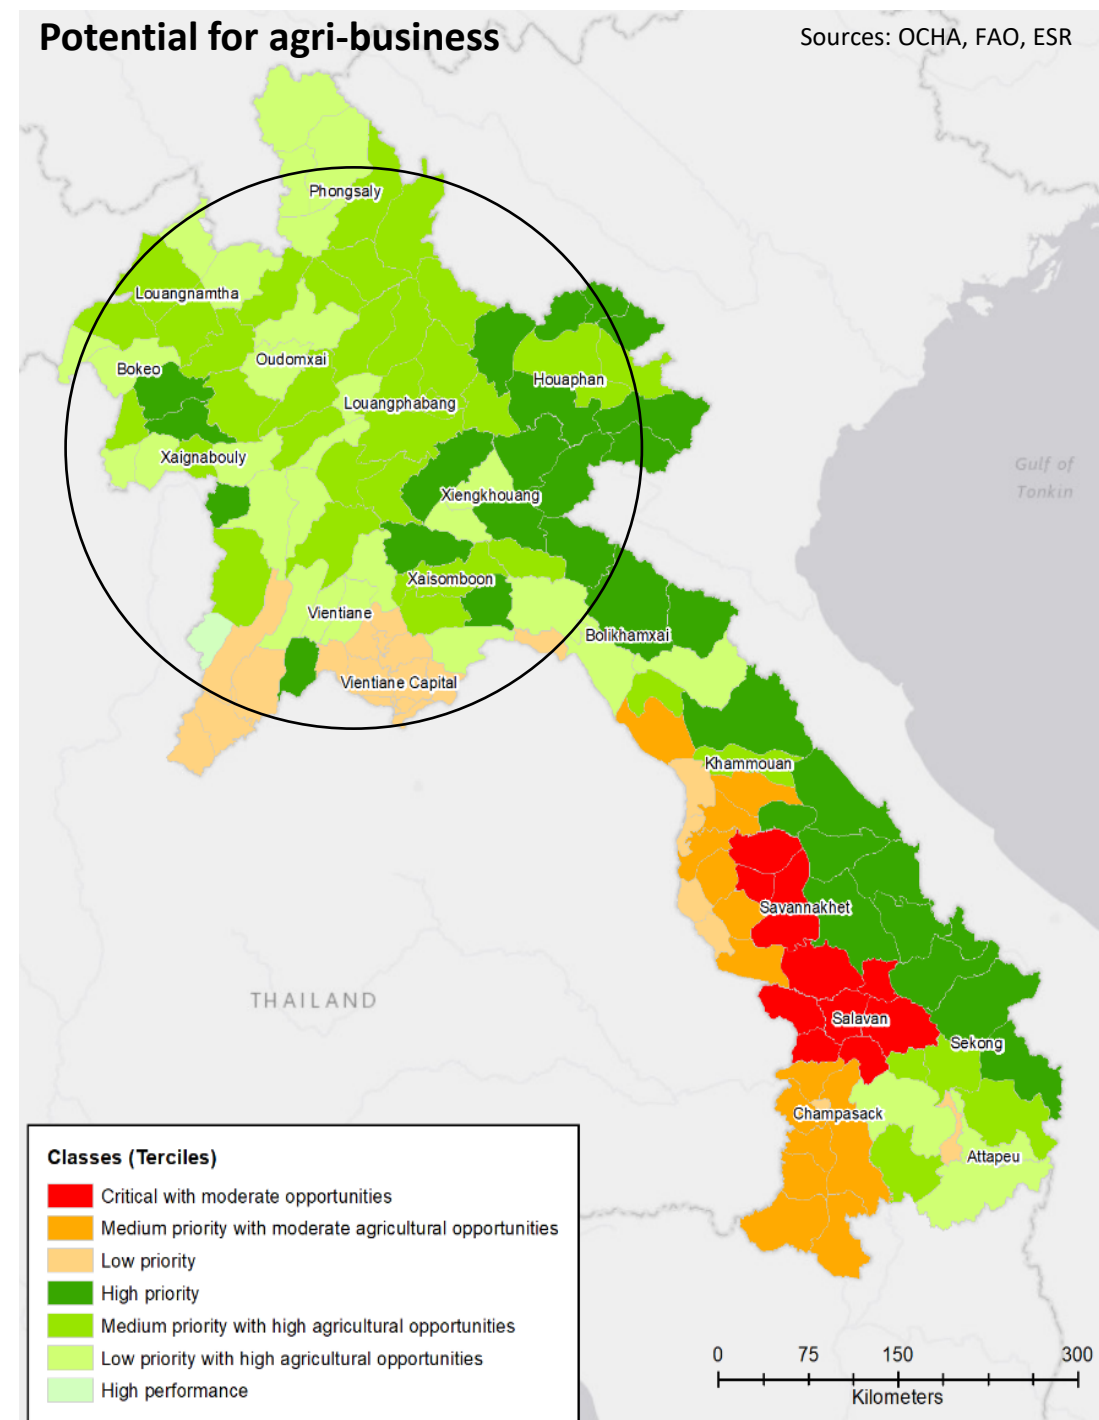 Potential for agri-business
Sources: OCHA, FAO, ESR
Phongsaly
Louangnamtha
Bokeo
Oudomxai
Houaphan
Louangphabang
Xaignabouly
Xiengkhouang
Gulf of
Tonkin
Xaisomboon
Vientiane
Bolikhamxai
Vientiane Capital
Khammouan
Savannakhet
THAILAND
Salavan
Sekong
Champasack
Attapeu
Classes (Terciles)
Critical with moderate opportunities
Medium priority with moderate agricultural opportunities
Low priority
High priority
Medium priority with high agricultural opportunities
Low priority with high agricultural opportunities
High performance
0 75 150 300
Kilometers